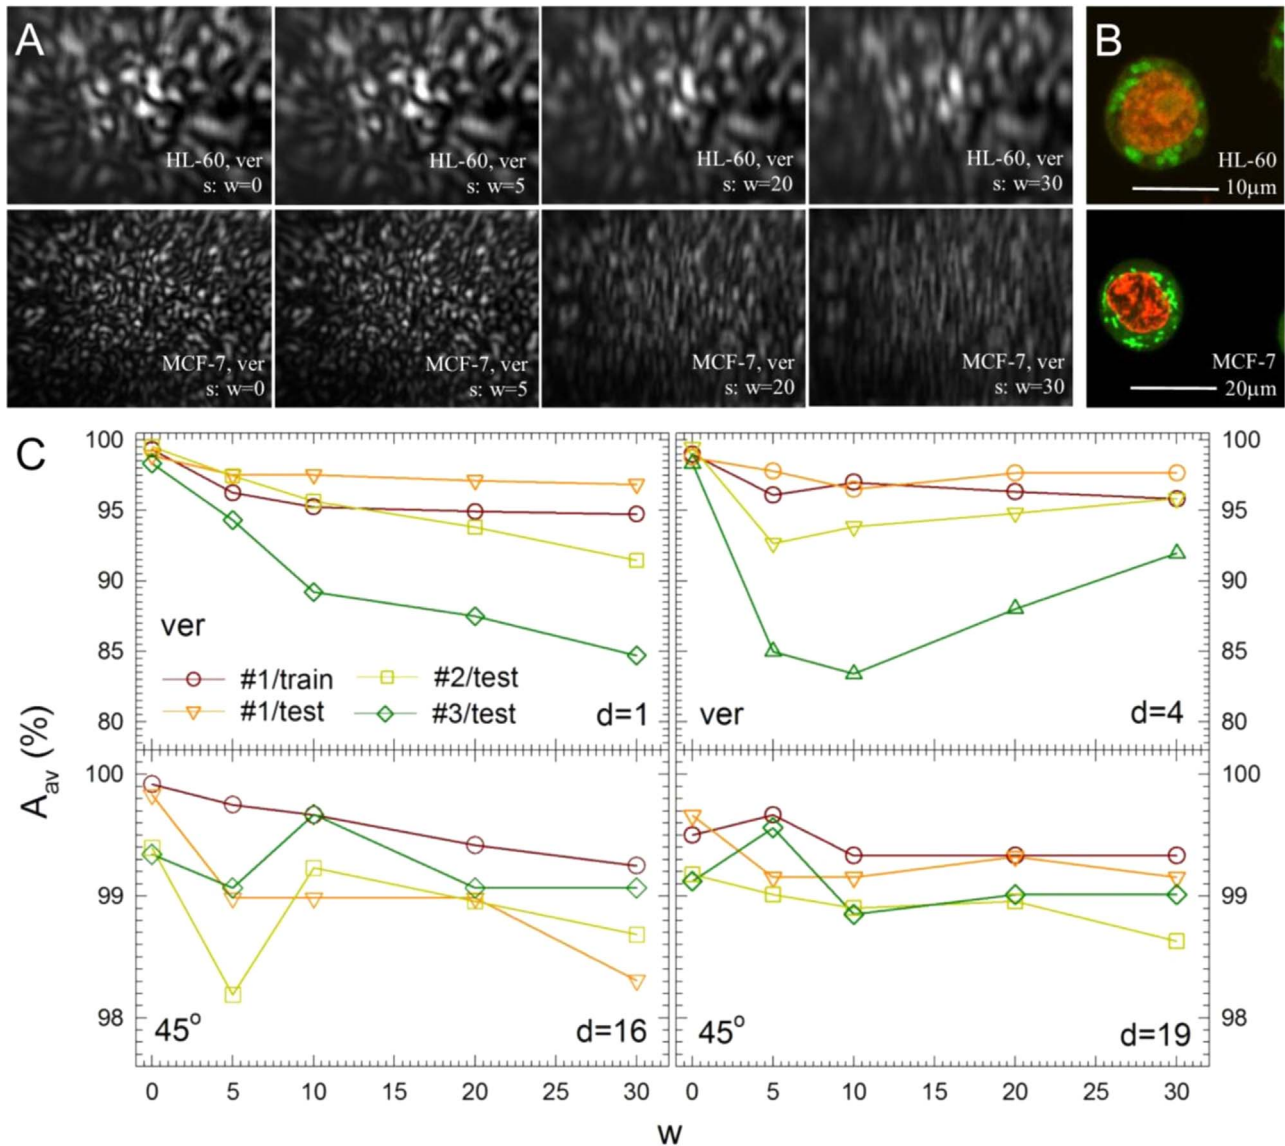 A
HL-60, ver
s: w=0
HL-60, ver
s: w=5
HL-60, ver
s: w=20
HL-60, ver
s: w=30
B
HL-60
10μm
MCF-7, ver
s: w=0
MCF-7, ver
s: w=5
MCF-7, ver
s: w=20
MCF-7, ver
s: w=30
MCF-7
20μm
C
A_av (%)
100
95
90
85
80
ver
#1/train
#2/test
#1/test
#3/test
d=1
ver
d=4
100
95
90
85
80
100
99
98
45°
d=16
45°
d=19
100
99
98
0 5 10 15 20 25 30
0 5 10 15 20 25 30
w